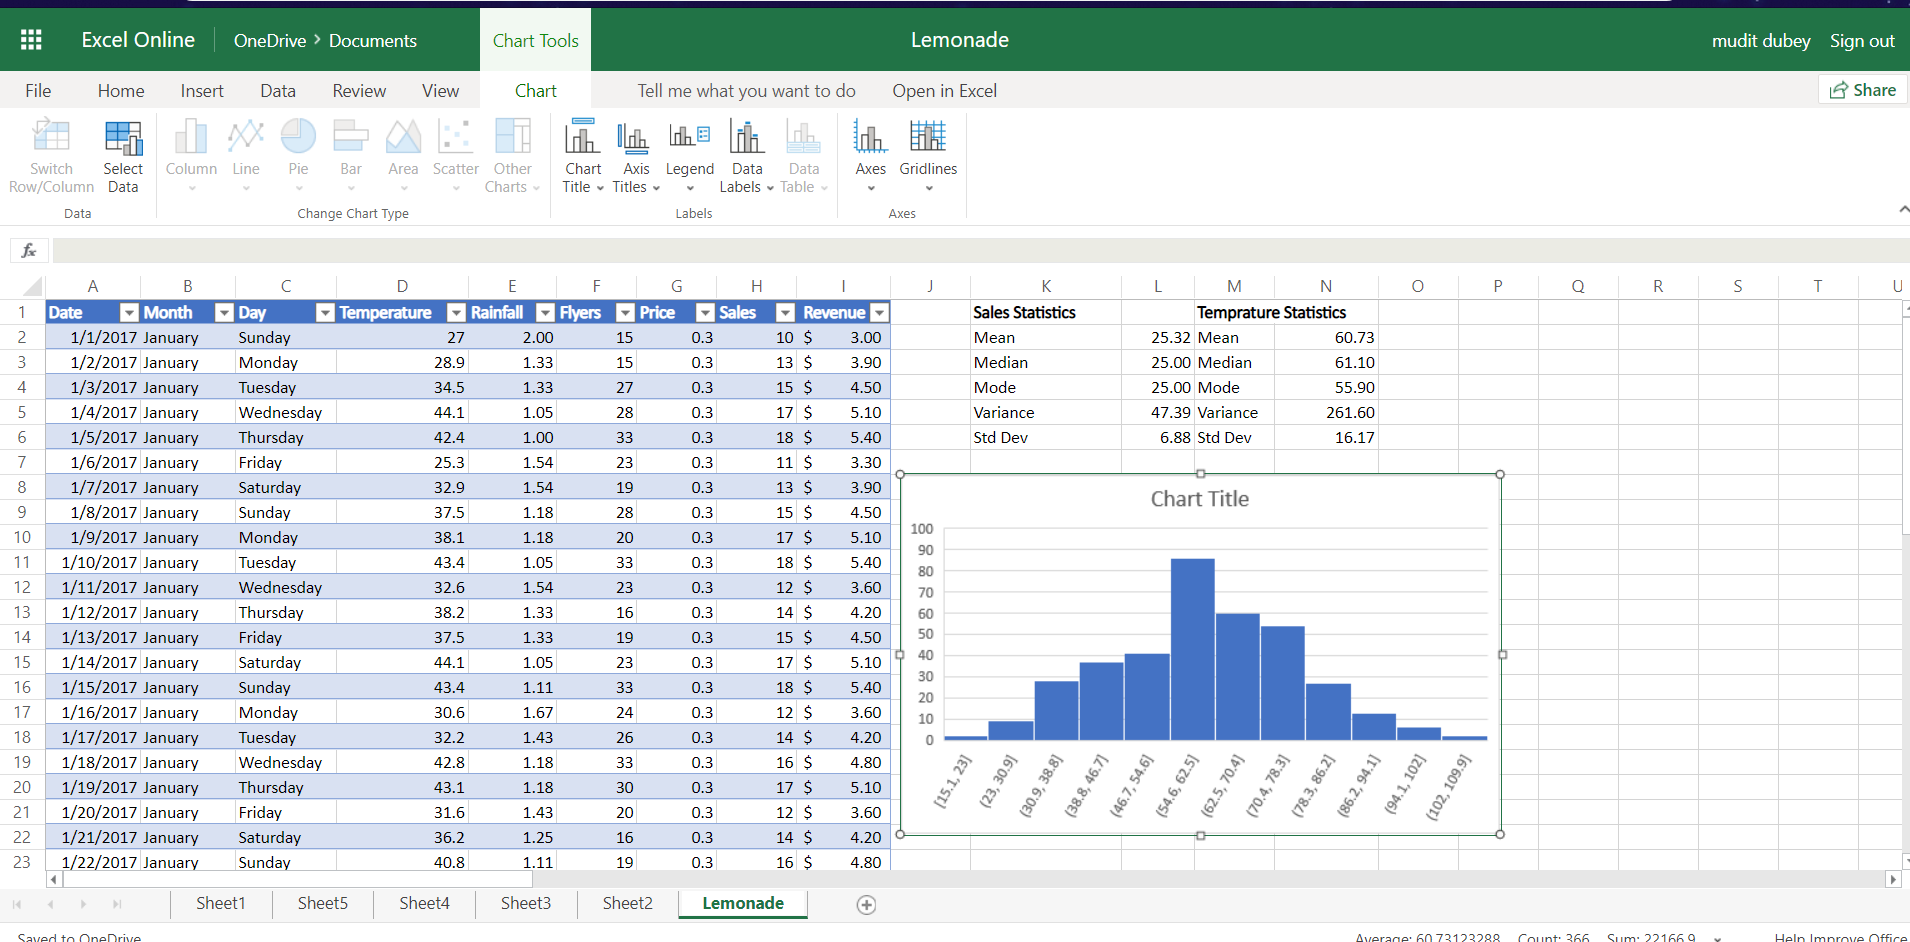 Excel Online OneDrive › Documents Chart Tools Lemonade mudit dubey Sign out
File Home Insert Data Review View Chart Tell me what you want to do Open in Excel Share
Switch Row/Column Select Data Column Line Pie Bar Area Scatter Other Charts Chart Title Axis Titles Legend Data Labels Data Table Axes Gridlines
Data Change Chart Type Labels Axes
fx
A B C D E F G H I J K L M N O P Q R S T U
1 Date Month Day Temperature Rainfall Flyers Price Sales Revenue Sales Statistics Temprature Statistics
2 1/1/2017 January Sunday 27 2.00 15 0.3 10 $ 3.00 Mean 25.32 Mean 60.73
3 1/2/2017 January Monday 28.9 1.33 15 0.3 13 $ 3.90 Median 25.00 Median 61.10
4 1/3/2017 January Tuesday 34.5 1.33 27 0.3 15 $ 4.50 Mode 25.00 Mode 55.90
5 1/4/2017 January Wednesday 44.1 1.05 28 0.3 17 $ 5.10 Variance 47.39 Variance 261.60
6 1/5/2017 January Thursday 42.4 1.00 33 0.3 18 $ 5.40 Std Dev 6.88 Std Dev 16.17
7 1/6/2017 January Friday 25.3 1.54 23 0.3 11 $ 3.30
8 1/7/2017 January Saturday 32.9 1.54 19 0.3 13 $ 3.90
9 1/8/2017 January Sunday 37.5 1.18 28 0.3 15 $ 4.50
10 1/9/2017 January Monday 38.1 1.18 20 0.3 17 $ 5.10
11 1/10/2017 January Tuesday 43.4 1.05 33 0.3 18 $ 5.40
12 1/11/2017 January Wednesday 32.6 1.54 23 0.3 12 $ 3.60
13 1/12/2017 January Thursday 38.2 1.33 16 0.3 14 $ 4.20
14 1/13/2017 January Friday 37.5 1.33 19 0.3 15 $ 4.50
15 1/14/2017 January Saturday 44.1 1.05 23 0.3 17 $ 5.10
16 1/15/2017 January Sunday 43.4 1.11 33 0.3 18 $ 5.40
17 1/16/2017 January Monday 30.6 1.67 24 0.3 12 $ 3.60
18 1/17/2017 January Tuesday 32.2 1.43 26 0.3 14 $ 4.20
19 1/18/2017 January Wednesday 42.8 1.18 33 0.3 16 $ 4.80
20 1/19/2017 January Thursday 43.1 1.18 30 0.3 17 $ 5.10
21 1/20/2017 January Friday 31.6 1.43 20 0.3 12 $ 3.60
22 1/21/2017 January Saturday 36.2 1.25 16 0.3 14 $ 4.20
23 1/22/2017 January Sunday 40.8 1.11 19 0.3 16 $ 4.80
Chart Title
100
90
80
70
60
50
40
30
20
10
0
[15.1, 23] (23, 30.9] (30.9, 38.8] (38.8, 46.7] (46.7, 54.6] (54.6, 62.5] (62.5, 70.4] (70.4, 78.3] (78.3, 86.2] (86.2, 94.1] (94.1, 102] (102, 109.9]
Sheet1 Sheet5 Sheet4 Sheet3 Sheet2 Lemonade
Saved to OneDrive Average: 60.73123288 Count: 366 Sum: 22166.9 Help Improve Office